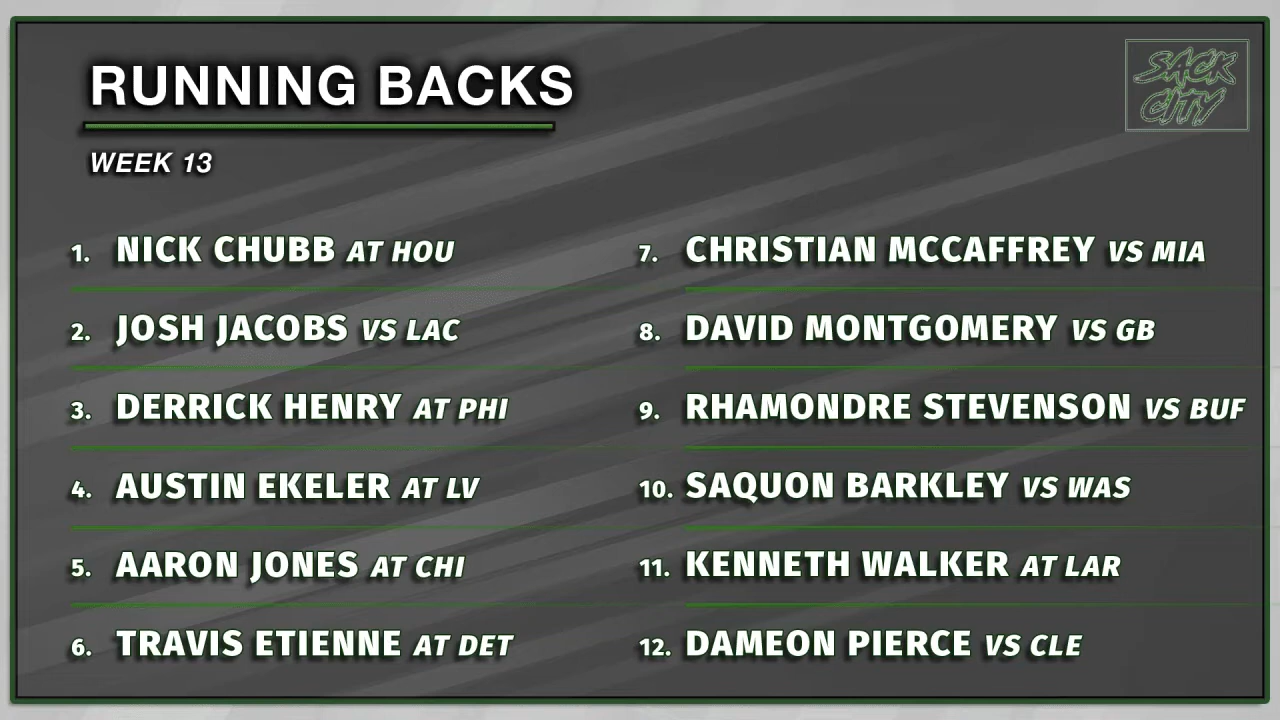 RUNNING BACKS
SACK
CITY
WEEK 13
1. NICK CHUBB AT HOU
2. JOSH JACOBS VS LAC
3. DERRICK HENRY AT PHI
4. AUSTIN EKELER AT LV
5. AARON JONES AT CHI
6. TRAVIS ETIENNE AT DET
7. CHRISTIAN MCCAFFREY VS MIA
8. DAVID MONTGOMERY VS GB
9. RHAMONDRE STEVENSON VS BUF
10. SAQUON BARKLEY VS WAS
11. KENNETH WALKER AT LAR
12. DAMEON PIERCE VS CLE